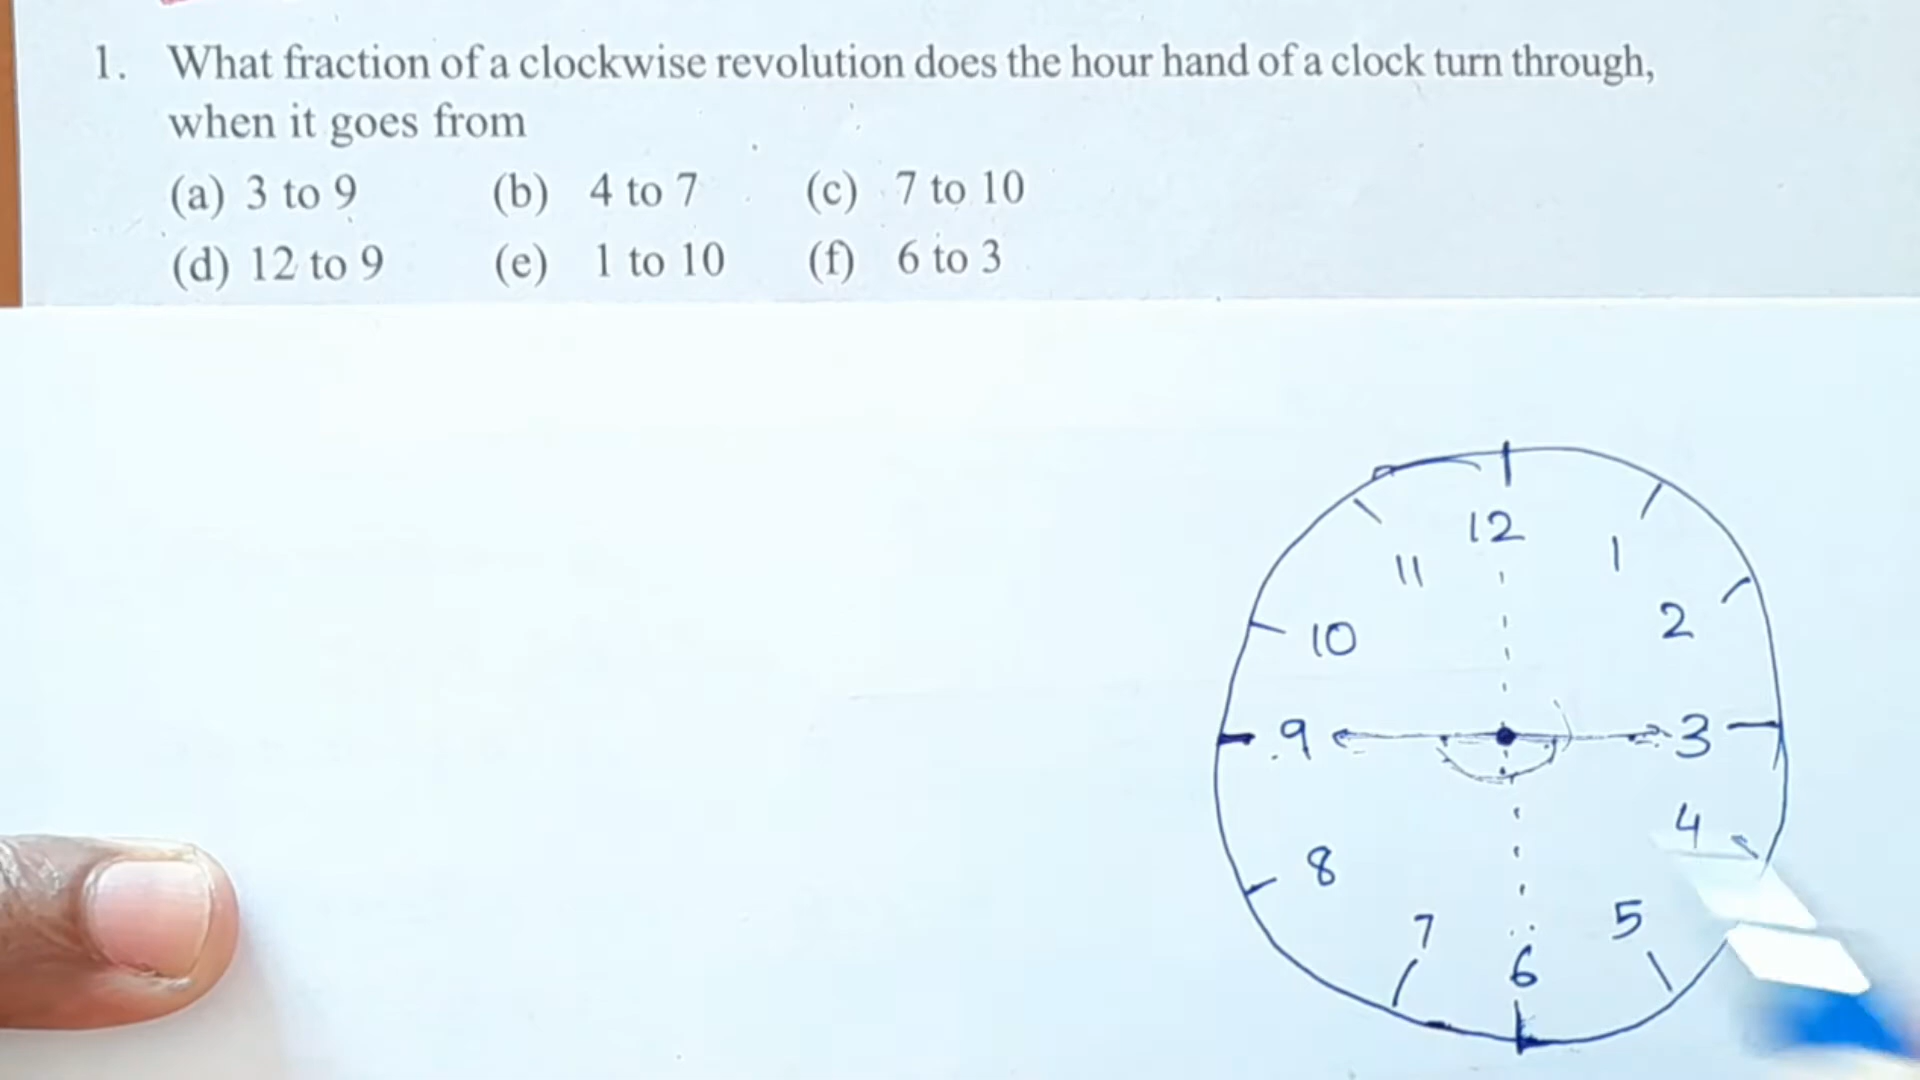 1. What fraction of a clockwise revolution does the hour hand of a clock turn through,
when it goes from
(a) 3 to 9 (b) 4 to 7 (c) 7 to 10
(d) 12 to 9 (e) 1 to 10 (f) 6 to 3
12
11 1
10 2
9 3
8 4
7 5
6